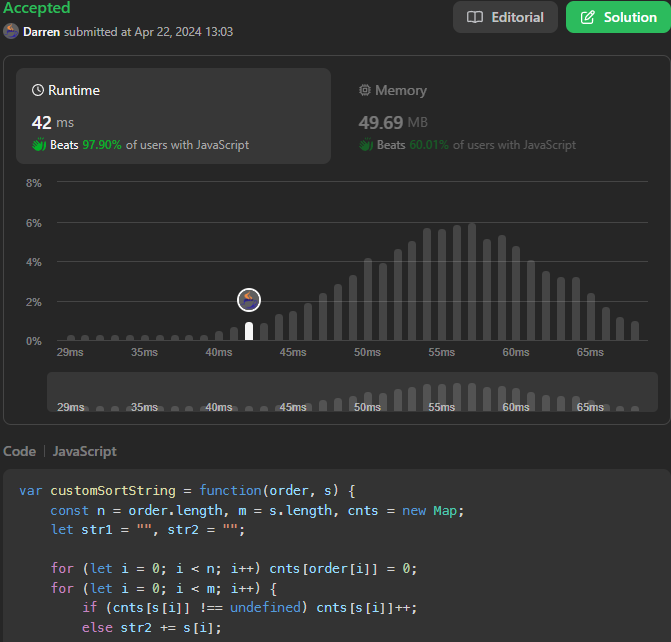 Accepted
Editorial
Solution
Darren submitted at Apr 22, 2024 13:03
Runtime
42 ms
Beats 97.90% of users with JavaScript
Memory
49.69 MB
Beats 60.01% of users with JavaScript
8%
6%
4%
2%
0%
29ms 35ms 40ms 45ms 50ms 55ms 60ms 65ms
29ms 35ms 40ms 45ms 50ms 55ms 60ms 65ms
Code | JavaScript
var customSortString = function(order, s) {
    const n = order.length, m = s.length, cnts = new Map;
    let str1 = "", str2 = "";
    for (let i = 0; i < n; i++) cnts[order[i]] = 0;
    for (let i = 0; i < m; i++) {
        if (cnts[s[i]] !== undefined) cnts[s[i]]++;
        else str2 += s[i];